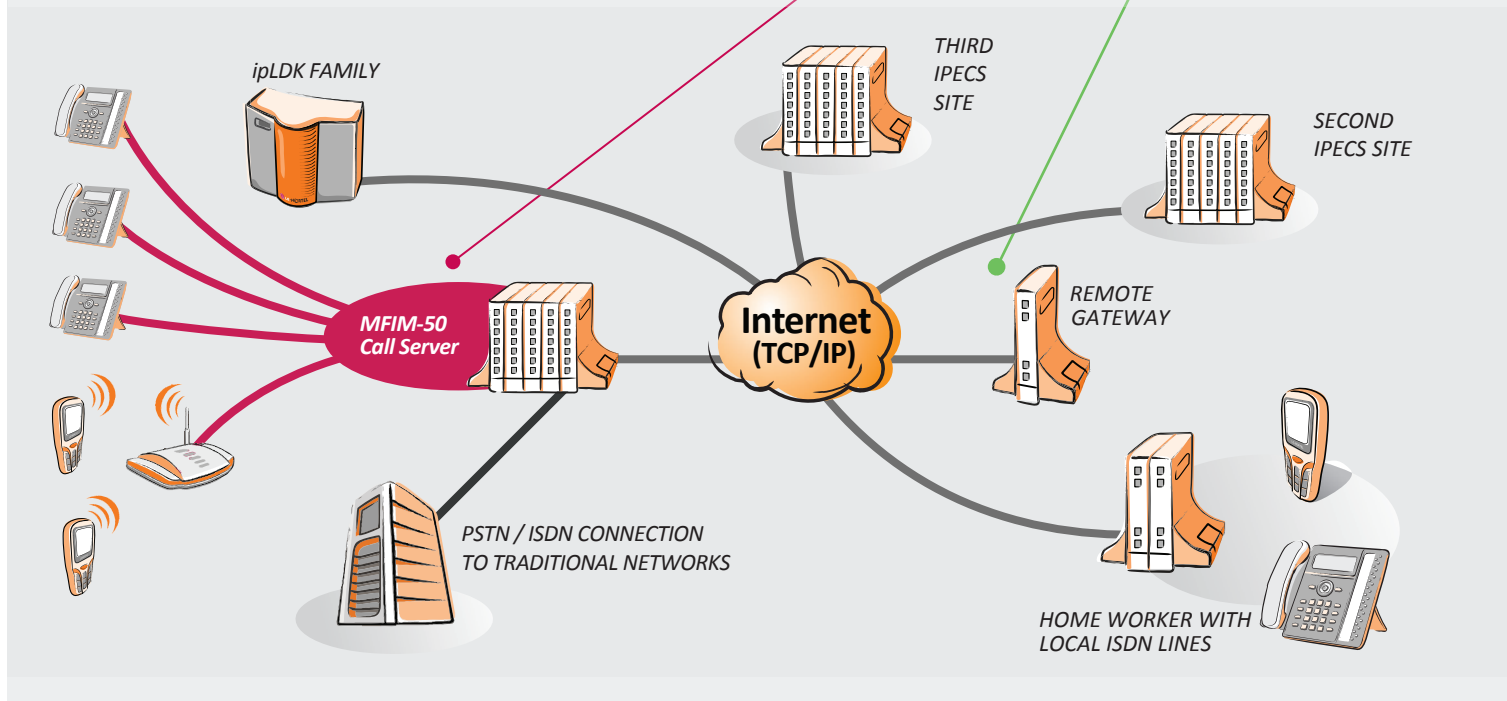 ipLDK FAMILY
THIRD
IPECS
SITE
SECOND
IPECS SITE
MFIM-50
Call Server
Internet
(TCP/IP)
REMOTE
GATEWAY
PSTN / ISDN CONNECTION
TO TRADITIONAL NETWORKS
HOME WORKER WITH
LOCAL ISDN LINES